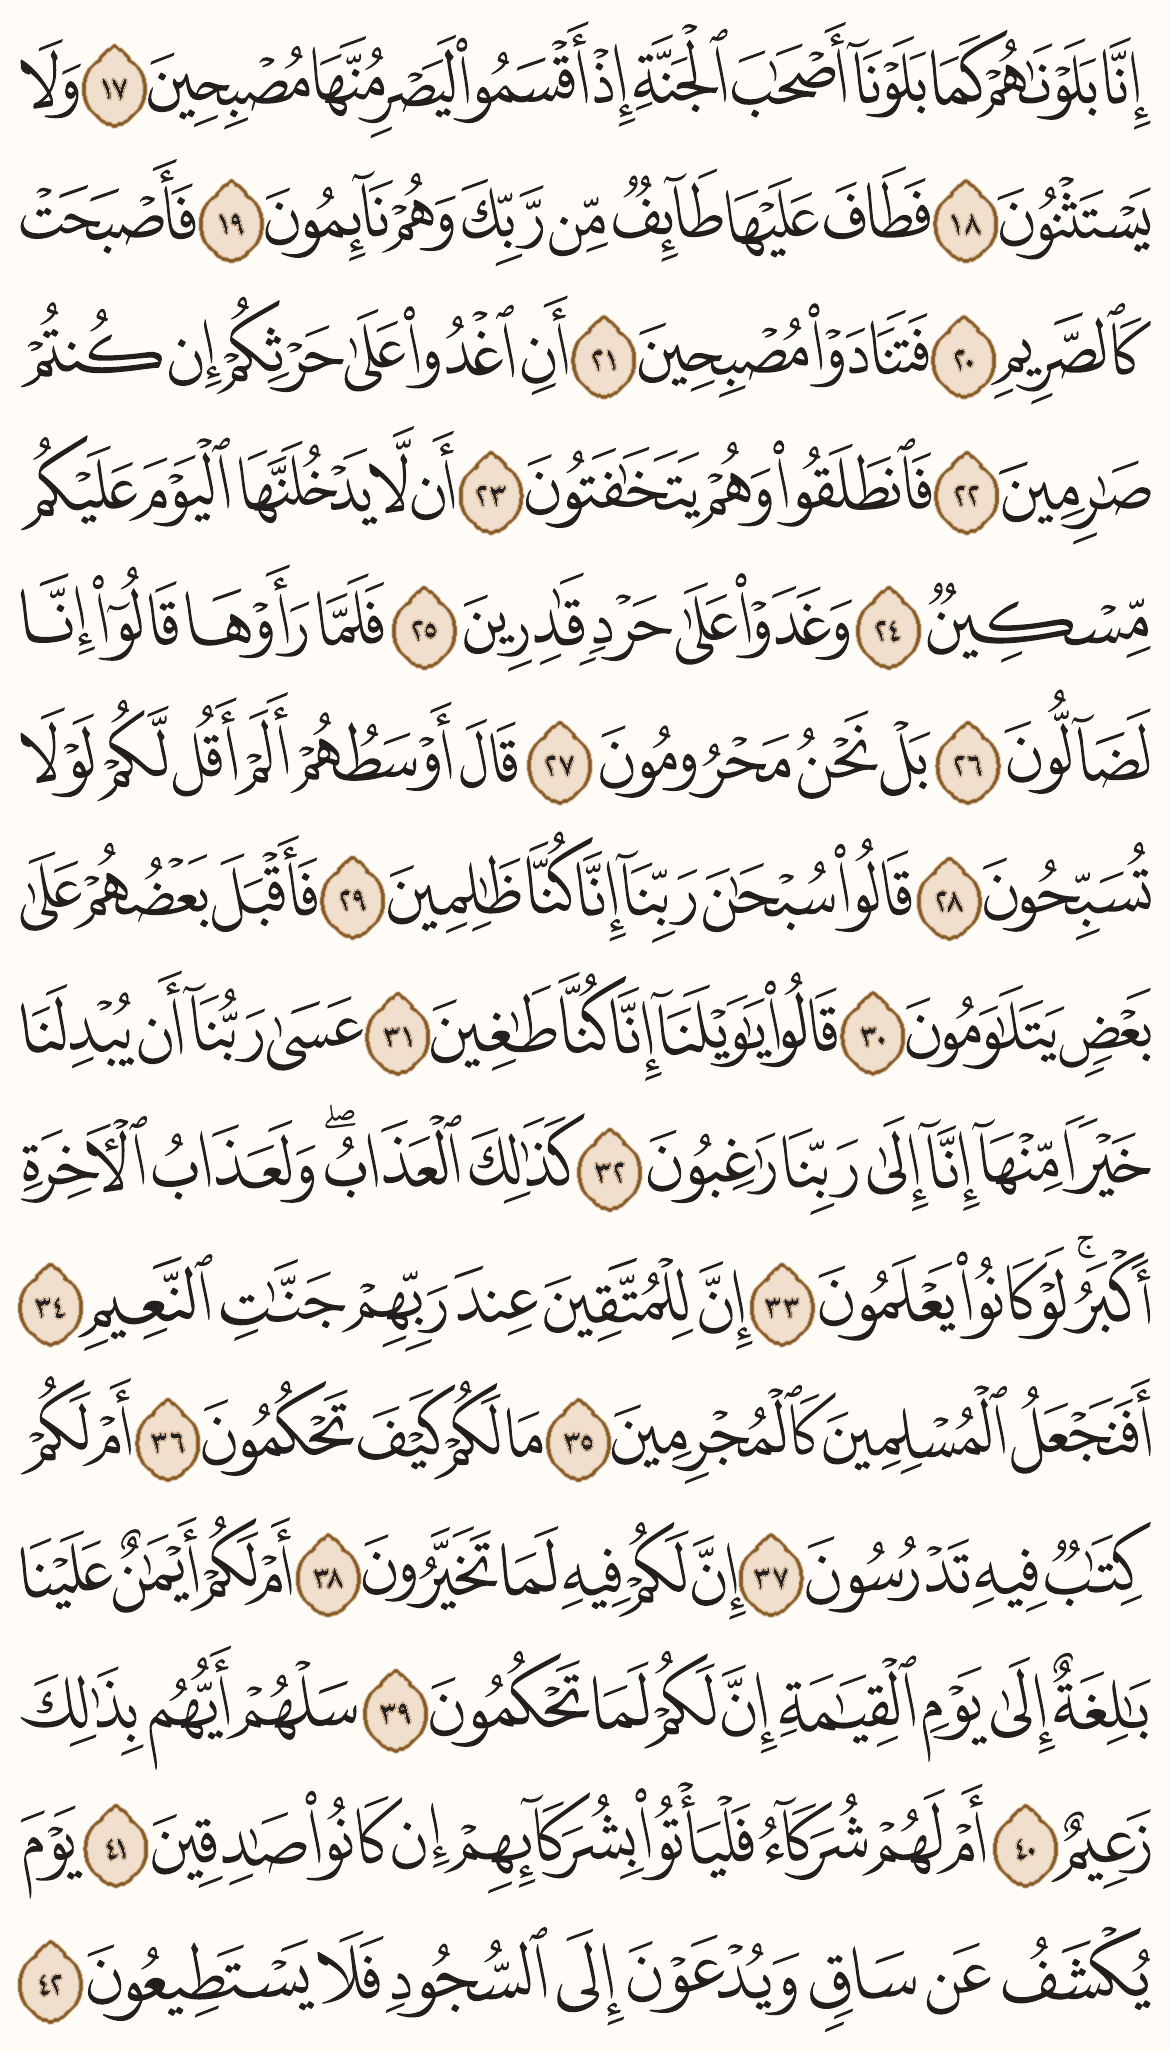 إِنَّا بَلَوْنَٰهُمْ كَمَا بَلَوْنَآ أَصْحَٰبَ ٱلْجَنَّةِ إِذْ أَقْسَمُوا۟ لَيَصْرِمُنَّهَا مُصْبِحِينَ ١٧ وَلَا
يَسْتَثْنُونَ ١٨ فَطَافَ عَلَيْهَا طَآئِفٌ مِّن رَّبِّكَ وَهُمْ نَآئِمُونَ ١٩ فَأَصْبَحَتْ
كَٱلصَّرِيمِ ٢٠ فَتَنَادَوْا۟ مُصْبِحِينَ ٢١ أَنِ ٱغْدُوا۟ عَلَىٰ حَرْثِكُمْ إِن كُنتُمْ
صَٰرِمِينَ ٢٢ فَٱنطَلَقُوا۟ وَهُمْ يَتَخَٰفَتُونَ ٢٣ أَن لَّا يَدْخُلَنَّهَا ٱلْيَوْمَ عَلَيْكُم
مِّسْكِينٌ ٢٤ وَغَدَوْا۟ عَلَىٰ حَرْدٍ قَٰدِرِينَ ٢٥ فَلَمَّا رَأَوْهَا قَالُوٓا۟ إِنَّا
لَضَآلُّونَ ٢٦ بَلْ نَحْنُ مَحْرُومُونَ ٢٧ قَالَ أَوْسَطُهُمْ أَلَمْ أَقُل لَّكُمْ لَوْلَا
تُسَبِّحُونَ ٢٨ قَالُوا۟ سُبْحَٰنَ رَبِّنَآ إِنَّا كُنَّا ظَٰلِمِينَ ٢٩ فَأَقْبَلَ بَعْضُهُمْ عَلَىٰ
بَعْضٍ يَتَلَٰوَمُونَ ٣٠ قَالُوا۟ يَٰوَيْلَنَآ إِنَّا كُنَّا طَٰغِينَ ٣١ عَسَىٰ رَبُّنَآ أَن يُبْدِلَنَا
خَيْرًا مِّنْهَآ إِنَّآ إِلَىٰ رَبِّنَا رَٰغِبُونَ ٣٢ كَذَٰلِكَ ٱلْعَذَابُ ۖ وَلَعَذَابُ ٱلْءَاخِرَةِ
أَكْبَرُ ۚ لَوْ كَانُوا۟ يَعْلَمُونَ ٣٣ إِنَّ لِلْمُتَّقِينَ عِندَ رَبِّهِمْ جَنَّٰتِ ٱلنَّعِيمِ ٣٤
أَفَنَجْعَلُ ٱلْمُسْلِمِينَ كَٱلْمُجْرِمِينَ ٣٥ مَا لَكُمْ كَيْفَ تَحْكُمُونَ ٣٦ أَمْ لَكُمْ
كِتَٰبٌ فِيهِ تَدْرُسُونَ ٣٧ إِنَّ لَكُمْ فِيهِ لَمَا تَخَيَّرُونَ ٣٨ أَمْ لَكُمْ أَيْمَٰنٌ عَلَيْنَا
بَٰلِغَةٌ إِلَىٰ يَوْمِ ٱلْقِيَٰمَةِ إِنَّ لَكُمْ لَمَا تَحْكُمُونَ ٣٩ سَلْهُمْ أَيُّهُم بِذَٰلِكَ
زَعِيمٌ ٤٠ أَمْ لَهُمْ شُرَكَآءُ فَلْيَأْتُوا۟ بِشُرَكَآئِهِمْ إِن كَانُوا۟ صَٰدِقِينَ ٤١ يَوْمَ
يُكْشَفُ عَن سَاقٍ وَيُدْعَوْنَ إِلَى ٱلسُّجُودِ فَلَا يَسْتَطِيعُونَ ٤٢